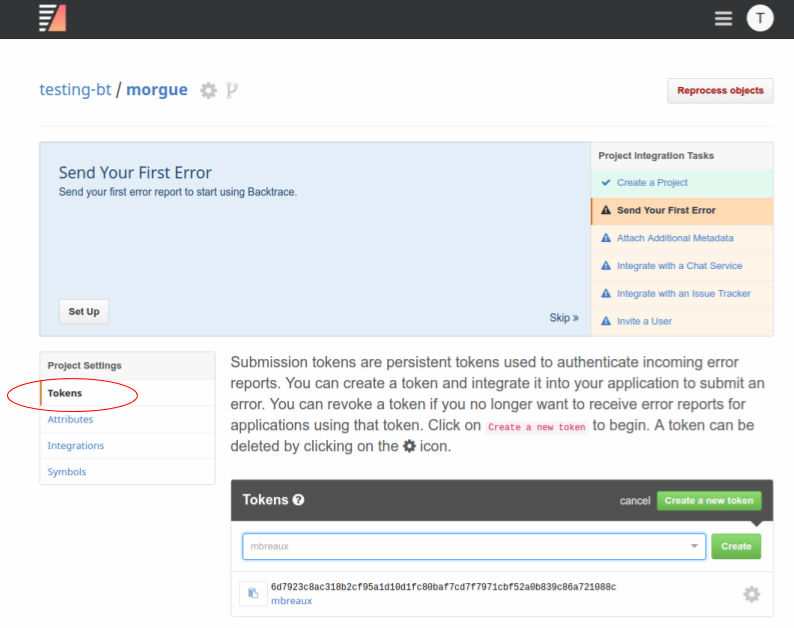 T
testing-bt / morgue
Reprocess objects
Send Your First Error
Send your first error report to start using Backtrace.
Set Up
Skip »
Project Integration Tasks
Create a Project
Send Your First Error
Attach Additional Metadata
Integrate with a Chat Service
Integrate with an Issue Tracker
Invite a User
Project Settings
Tokens
Attributes
Integrations
Symbols
Submission tokens are persistent tokens used to authenticate incoming error
reports. You can create a token and integrate it into your application to submit an
error. You can revoke a token if you no longer want to receive error reports for
applications using that token. Click on Create a new token to begin. A token can be
deleted by clicking on the icon.
Tokens ?
cancel
Create a new token
mbreaux
Create
6d7923c8ac318b2cf95a1d10d1fc80baf7cd7f7971cbf52a0b839c86a721088c
mbreaux